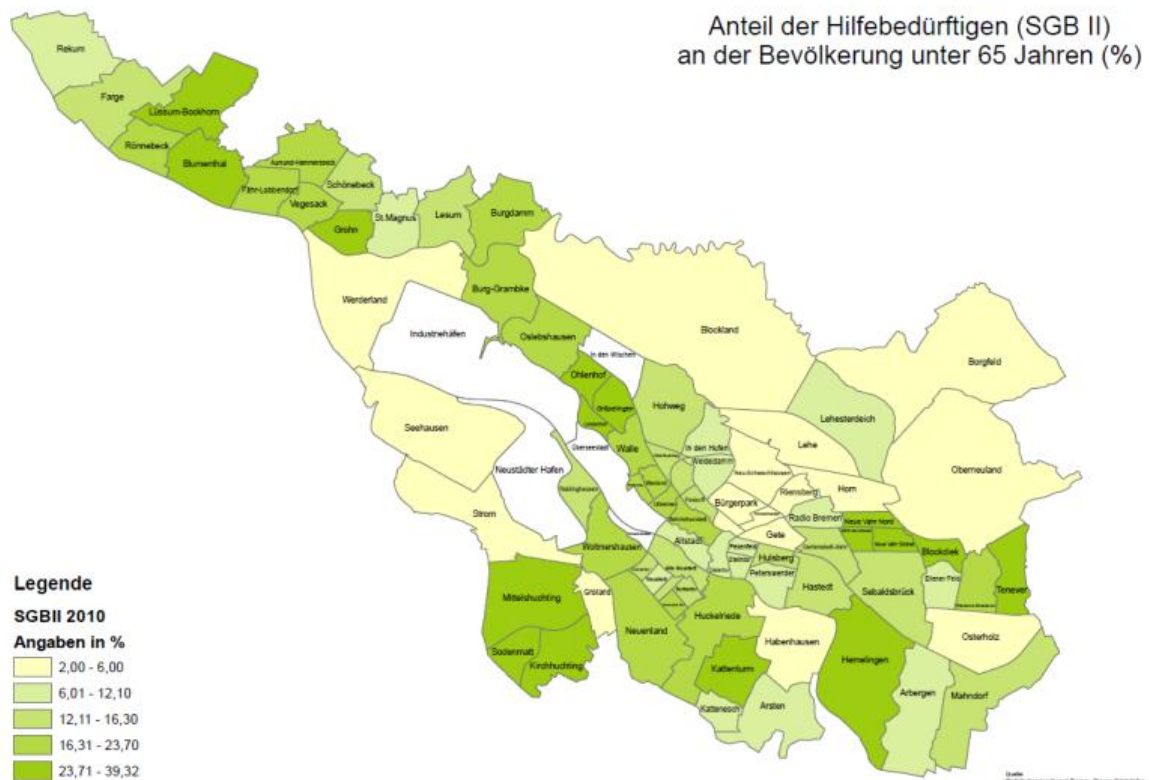 Anteil der Hilfebedürftigen (SGB II)
an der Bevölkerung unter 65 Jahren (%)
Rekum
Farge
Lüssum-Bockhorn
Rönnebeck
Blumenthal
Aumund-Hammersbeck
Fähr-Lobbendorf
Schönebeck
Vegesack
Grohn
St.Magnus
Lesum
Burgdamm
Werderland
Burg-Grambke
Industriehäfen
Oslebshausen
In den Wischen
Blockland
Borgfeld
Ohlenhof
Gröpelingen
Hohweg
Lehesterdeich
Seehausen
Überseestadt
Walle
In den Hufen
Weidedamm
Lehe
Oberneuland
Neustädter Hafen
Neu-Schwachhausen
Riensberg
Horn
Bürgerpark
Strom
Rablinghausen
Radio Bremen
Neue Vahr Nord
Gete
Altstadt
Woltmershausen
Hulsberg
Blockdiek
Peterswerder
Hastedt
Sebaldsbrück
Ellener Feld
Tenever
Mittelshuchting
Grolland
Neuenland
Huckelriede
Habenhausen
Osterholz
Sodenmatt
Kirchhuchting
Kattenturm
Hemelingen
Kattenesch
Arsten
Arbergen
Mahndorf
Legende
SGBII 2010
Angaben in %
2,00 - 6,00
6,01 - 12,10
12,11 - 16,30
16,31 - 23,70
23,71 - 39,32